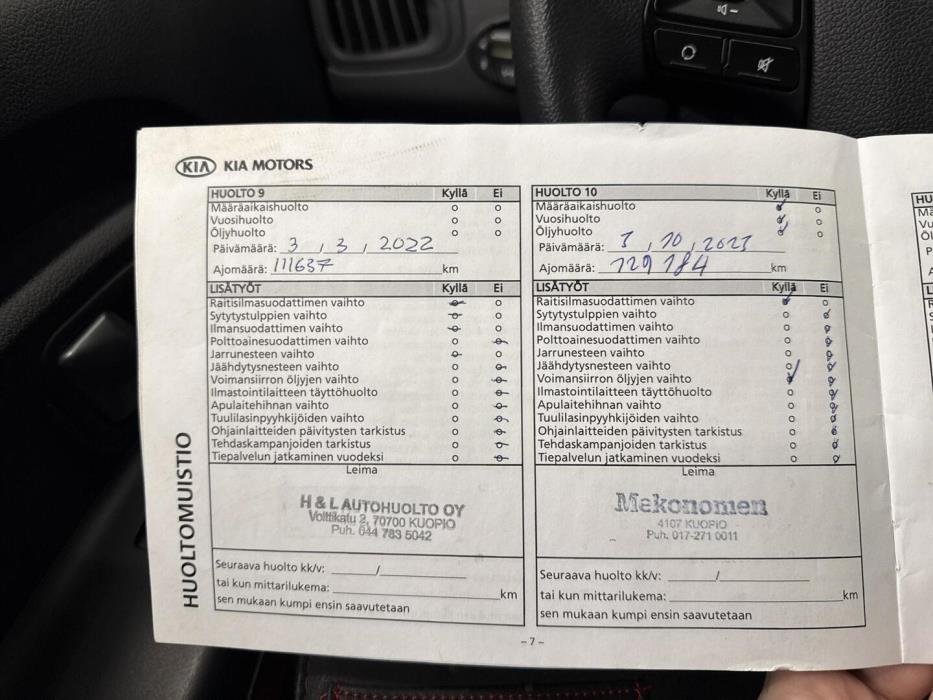 KIA KIA MOTORS
HUOLTO 9 Kyllä Ei
Määräaikaishuolto
Vuosihuolto
Öljyhuolto
Päivämäärä: 3 , 3 , 2022
Ajomäärä: 111637 km
LISÄTYÖT Kyllä Ei
Raitisilmasuodattimen vaihto
Sytytystulppien vaihto
Ilmansuodattimen vaihto
Polttoainesuodattimen vaihto
Jarrunesteen vaihto
Jäähdytysnesteen vaihto
Voimansiirron öljyjen vaihto
Ilmastointilaitteen täyttöhuolto
Apulaitehihnan vaihto
Tuulilasinpyyhkijöiden vaihto
Ohjainlaitteiden päivitysten tarkistus
Tehdaskampanjoiden tarkistus
Tiepalvelun jatkaminen vuodeksi
Leima
H & L AUTOHUOLTO OY
Volttikatu 2, 70700 KUOPIO
Puh. 044 783 5042
Seuraava huolto kk/v: /
tai kun mittarilukema: km
sen mukaan kumpi ensin saavutetaan
HUOLTO 10 Kyllä Ei
Määräaikaishuolto
Vuosihuolto
Öljyhuolto
Päivämäärä: , 10 ,
Ajomäärä: 129184 km
LISÄTYÖT Kyllä Ei
Raitisilmasuodattimen vaihto
Sytytystulppien vaihto
Ilmansuodattimen vaihto
Polttoainesuodattimen vaihto
Jarrunesteen vaihto
Jäähdytysnesteen vaihto
Voimansiirron öljyjen vaihto
Ilmastointilaitteen täyttöhuolto
Apulaitehihnan vaihto
Tuulilasinpyyhkijöiden vaihto
Ohjainlaitteiden päivitysten tarkistus
Tehdaskampanjoiden tarkistus
Tiepalvelun jatkaminen vuodeksi
Leima
Mekonomen
4107 KUOPIO
Puh. 017-271 0011
Seuraava huolto kk/v: /
tai kun mittarilukema: km
sen mukaan kumpi ensin saavutetaan
HUOLTOMUISTIO
- 7 -